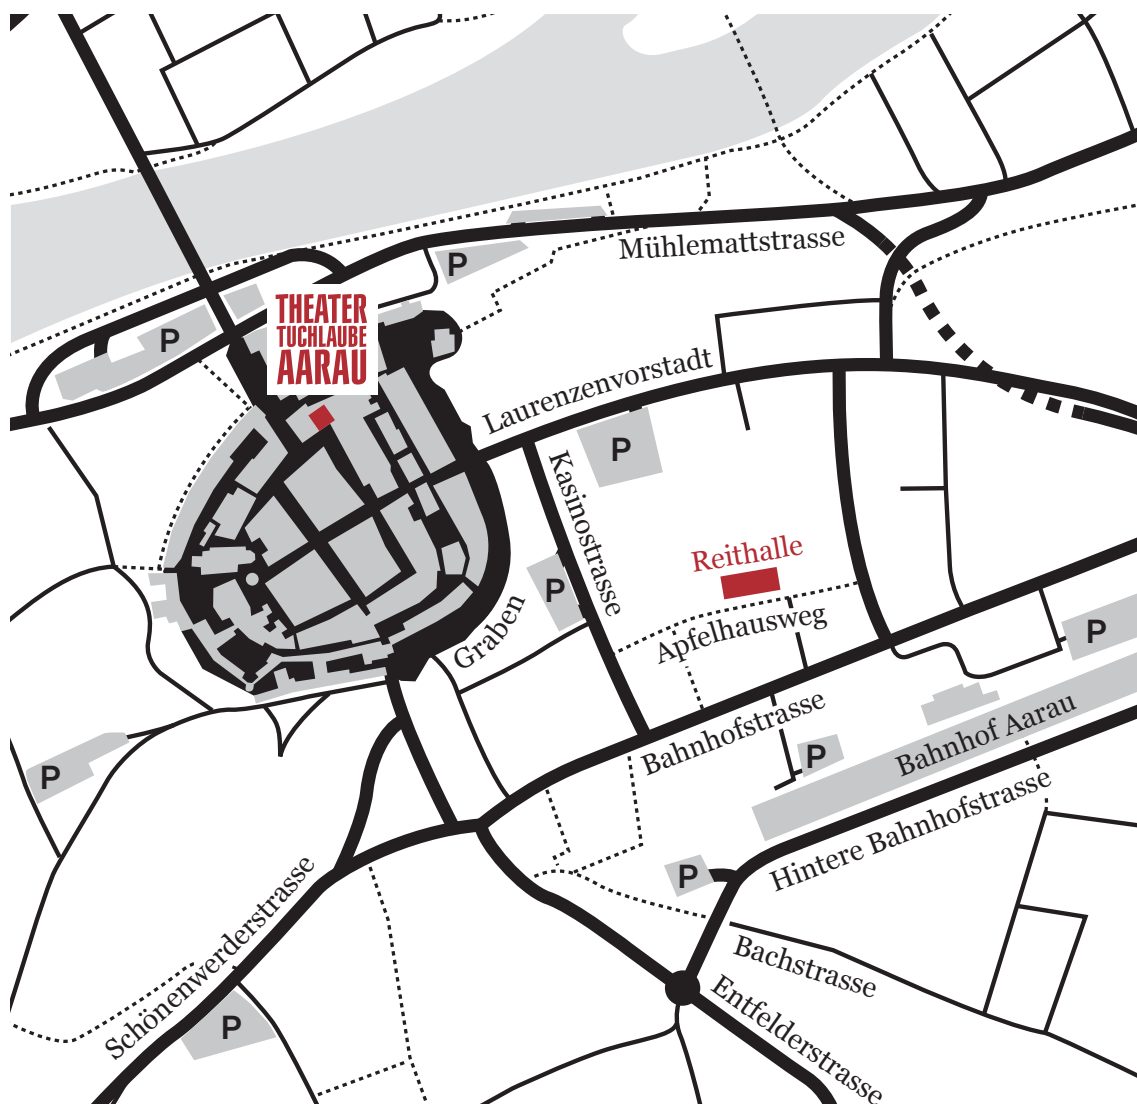 Mühlemattstrasse
P
THEATER
TUCHLAUBE
AARAU
P
Laurenzenvorstadt
P
Kasinostrasse
Reithalle
P
Apfelhausweg
Graben
P
Bahnhofstrasse
Bahnhof Aarau
P
P
Hintere Bahnhofstrasse
P
Schönenwerderstrasse
Bachstrasse
Entfelderstrasse
P